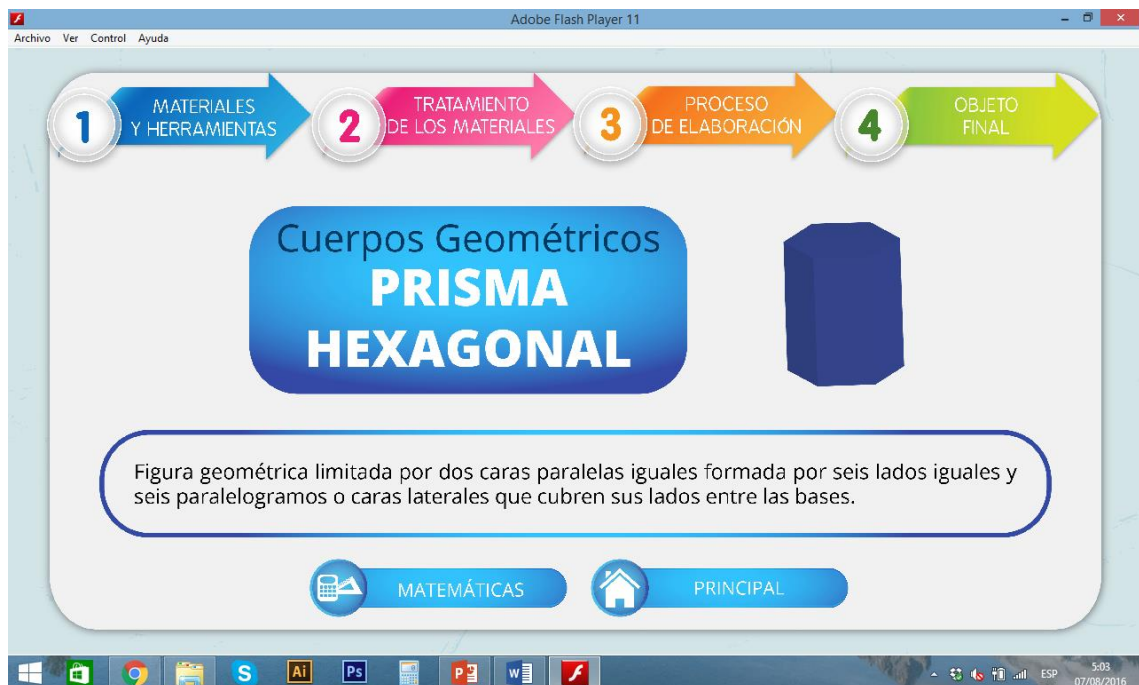 Adobe Flash Player 11
Archivo Ver Control Ayuda
1
MATERIALES
Y HERRAMIENTAS
2
TRATAMIENTO
DE LOS MATERIALES
3
PROCESO
DE ELABORACIÓN
4
OBJETO
FINAL
Cuerpos Geométricos
PRISMA
HEXAGONAL
Figura geométrica limitada por dos caras paralelas iguales formada por seis lados iguales y
seis paralelogramos o caras laterales que cubren sus lados entre las bases.
MATEMÁTICAS
PRINCIPAL
S
Ai
Ps
P
W
ESP
5:03
07/08/2016